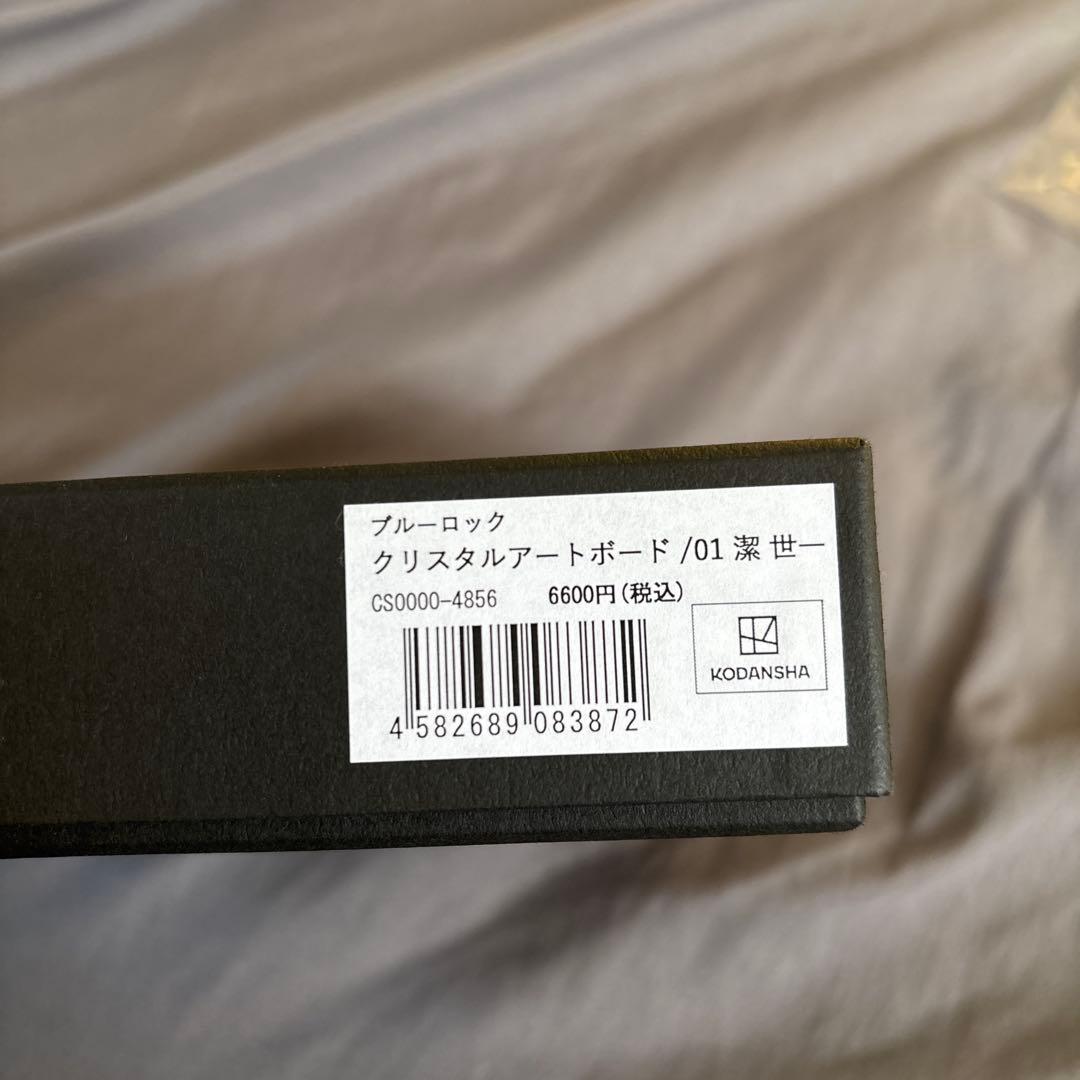 ブルーロック
クリスタルアートボード /01 潔 世一
CS0000-4856 6600円(税込)
KODANSHA
4 582689 083872